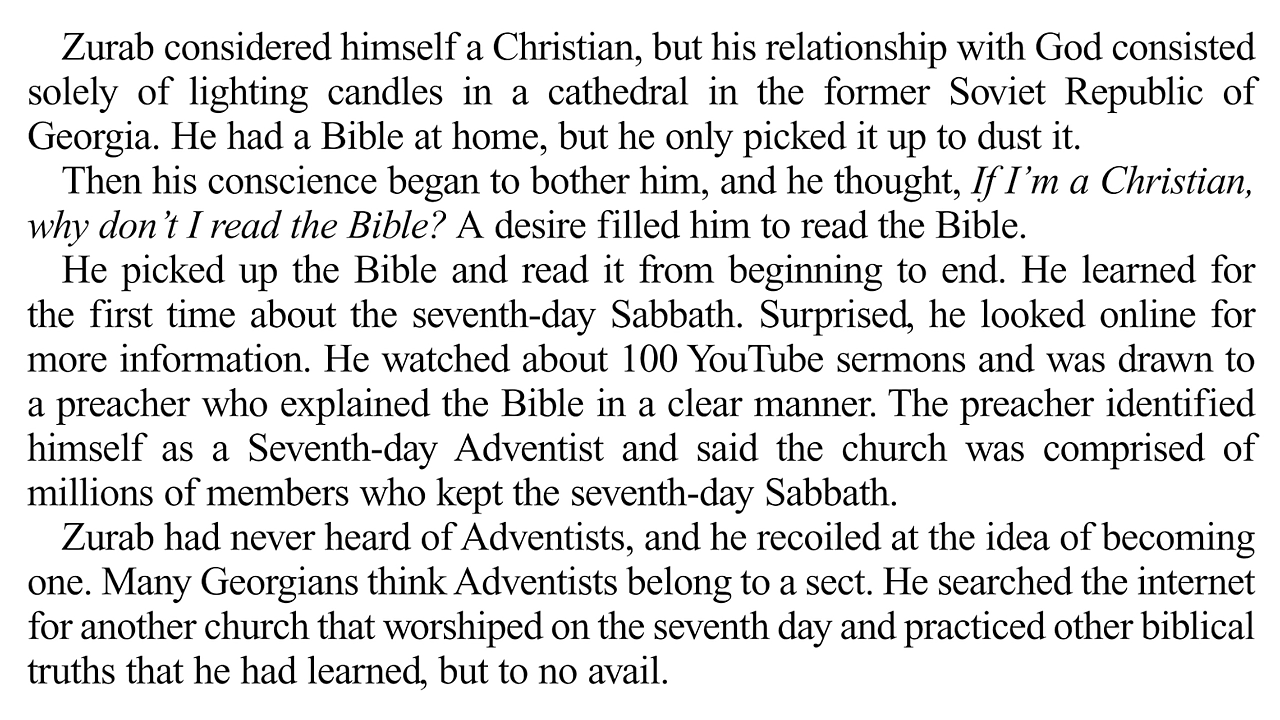 Zurab considered himself a Christian, but his relationship with God consisted
solely of lighting candles in a cathedral in the former Soviet Republic of
Georgia. He had a Bible at home, but he only picked it up to dust it.
Then his conscience began to bother him, and he thought, If I’m a Christian,
why don’t I read the Bible? A desire filled him to read the Bible.
He picked up the Bible and read it from beginning to end. He learned for
the first time about the seventh-day Sabbath. Surprised, he looked online for
more information. He watched about 100 YouTube sermons and was drawn to
a preacher who explained the Bible in a clear manner. The preacher identified
himself as a Seventh-day Adventist and said the church was comprised of
millions of members who kept the seventh-day Sabbath.
Zurab had never heard of Adventists, and he recoiled at the idea of becoming
one. Many Georgians think Adventists belong to a sect. He searched the internet
for another church that worshiped on the seventh day and practiced other biblical
truths that he had learned, but to no avail.